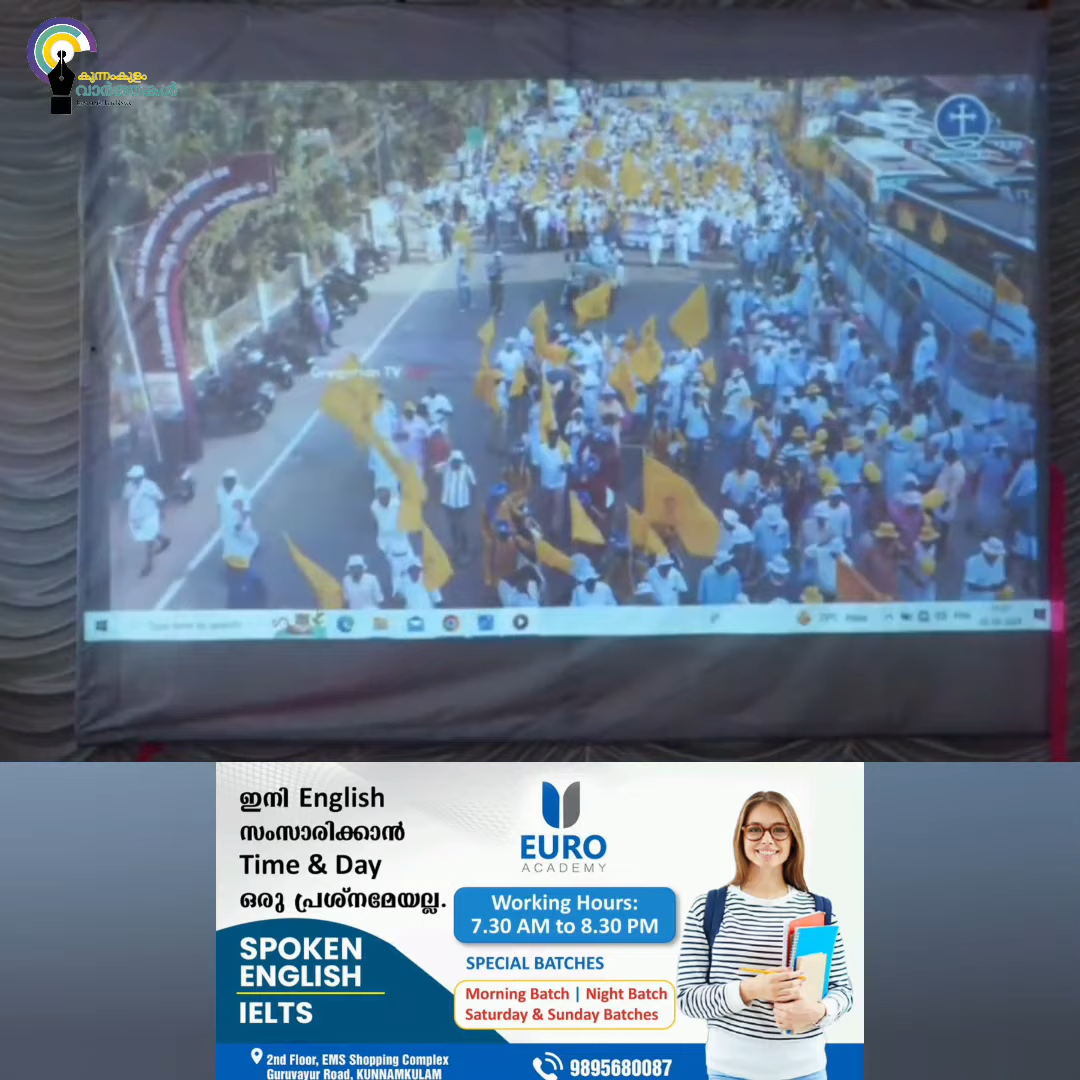 കുന്നംകുളം
വാർത്തകൾ
ഇനി English
സംസാരിക്കാൻ
Time & Day
ഒരു പ്രശ്നമേയല്ല.
EURO
ACADEMY
Working Hours:
7.30 AM to 8.30 PM
SPOKEN
ENGLISH
IELTS
SPECIAL BATCHES
Morning Batch | Night Batch
Saturday & Sunday Batches
2nd Floor, EMS Shopping Complex
Guruvayur Road, KUNNAMKULAM
9895680087